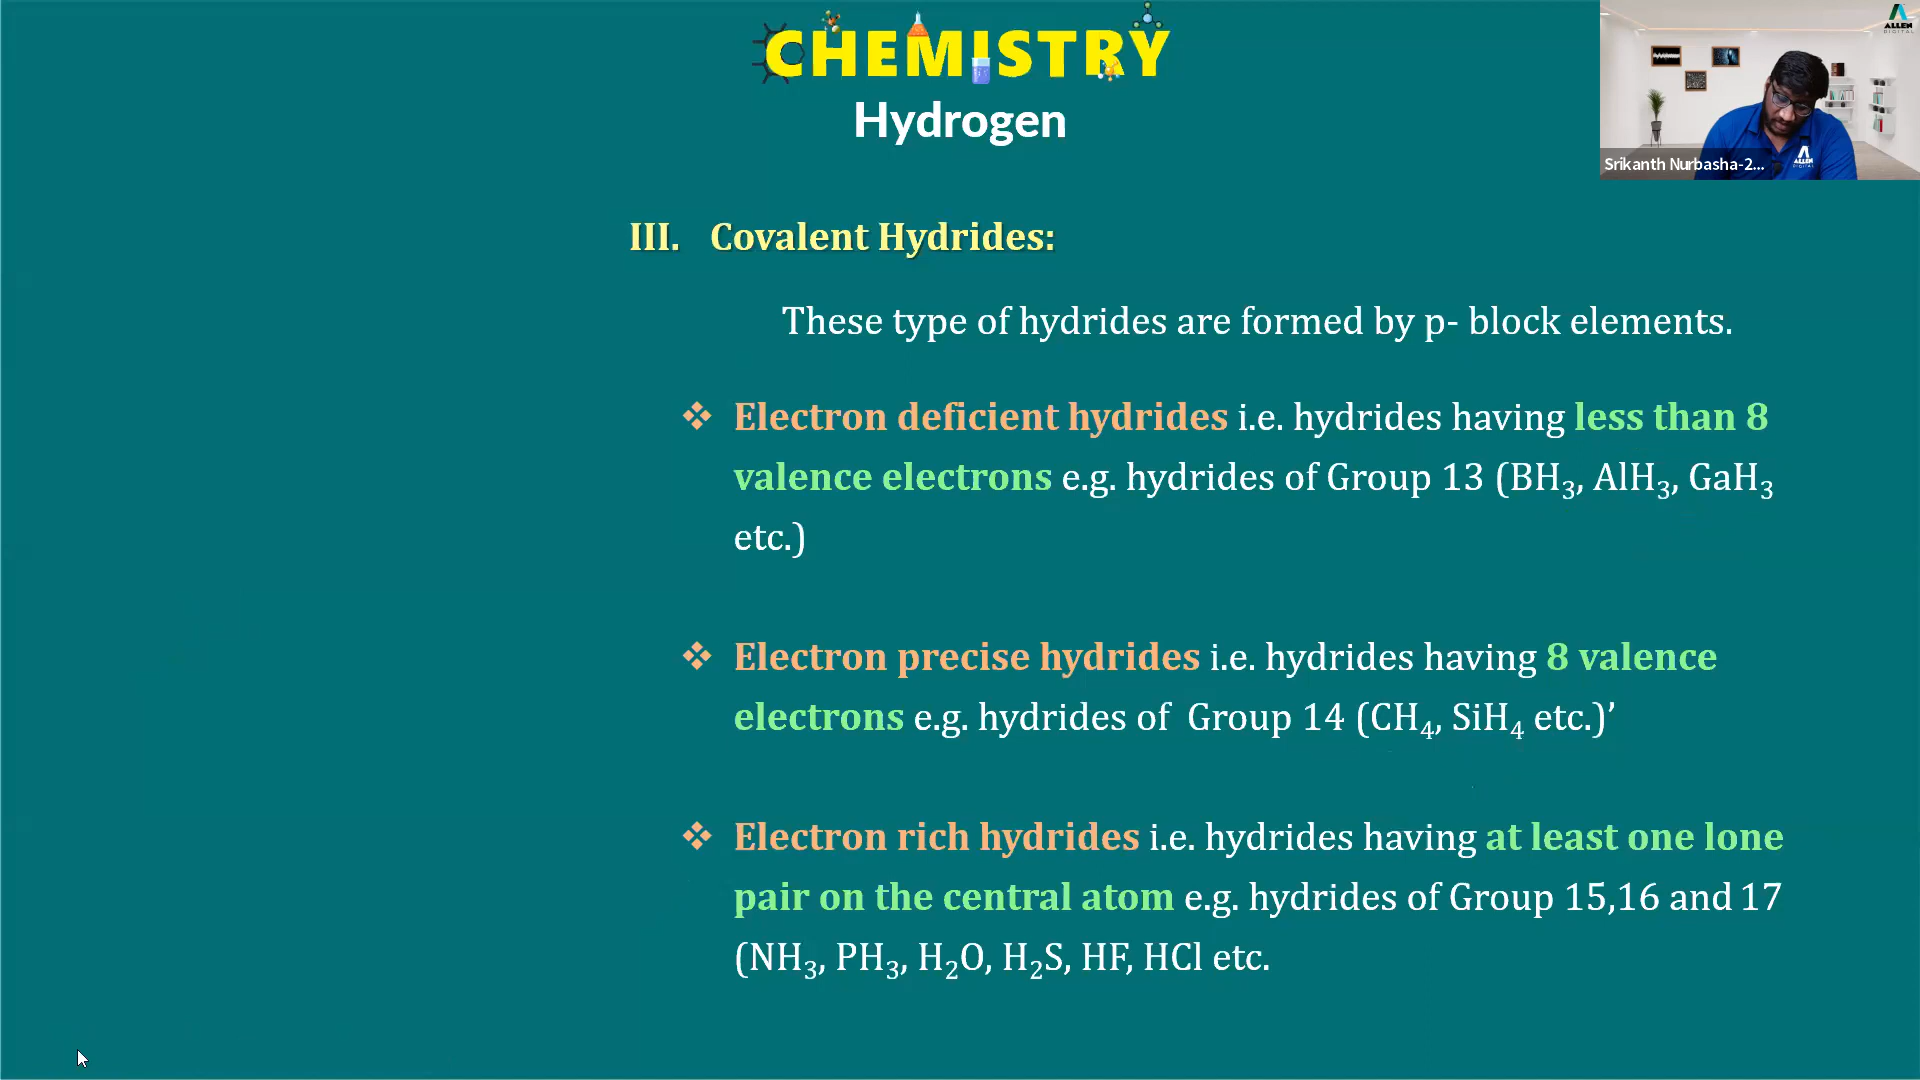 CHEMISTRY
Hydrogen
ALLEN
DIGITAL
Srikanth Nurbasha-2...
ALLEN
DIGITAL
III. Covalent Hydrides:
These type of hydrides are formed by p- block elements.
❖ Electron deficient hydrides i.e. hydrides having less than 8
valence electrons e.g. hydrides of Group 13 (BH₃, AlH₃, GaH₃
etc.)
❖ Electron precise hydrides i.e. hydrides having 8 valence
electrons e.g. hydrides of Group 14 (CH₄, SiH₄ etc.)’
❖ Electron rich hydrides i.e. hydrides having at least one lone
pair on the central atom e.g. hydrides of Group 15,16 and 17
(NH₃, PH₃, H₂O, H₂S, HF, HCl etc.